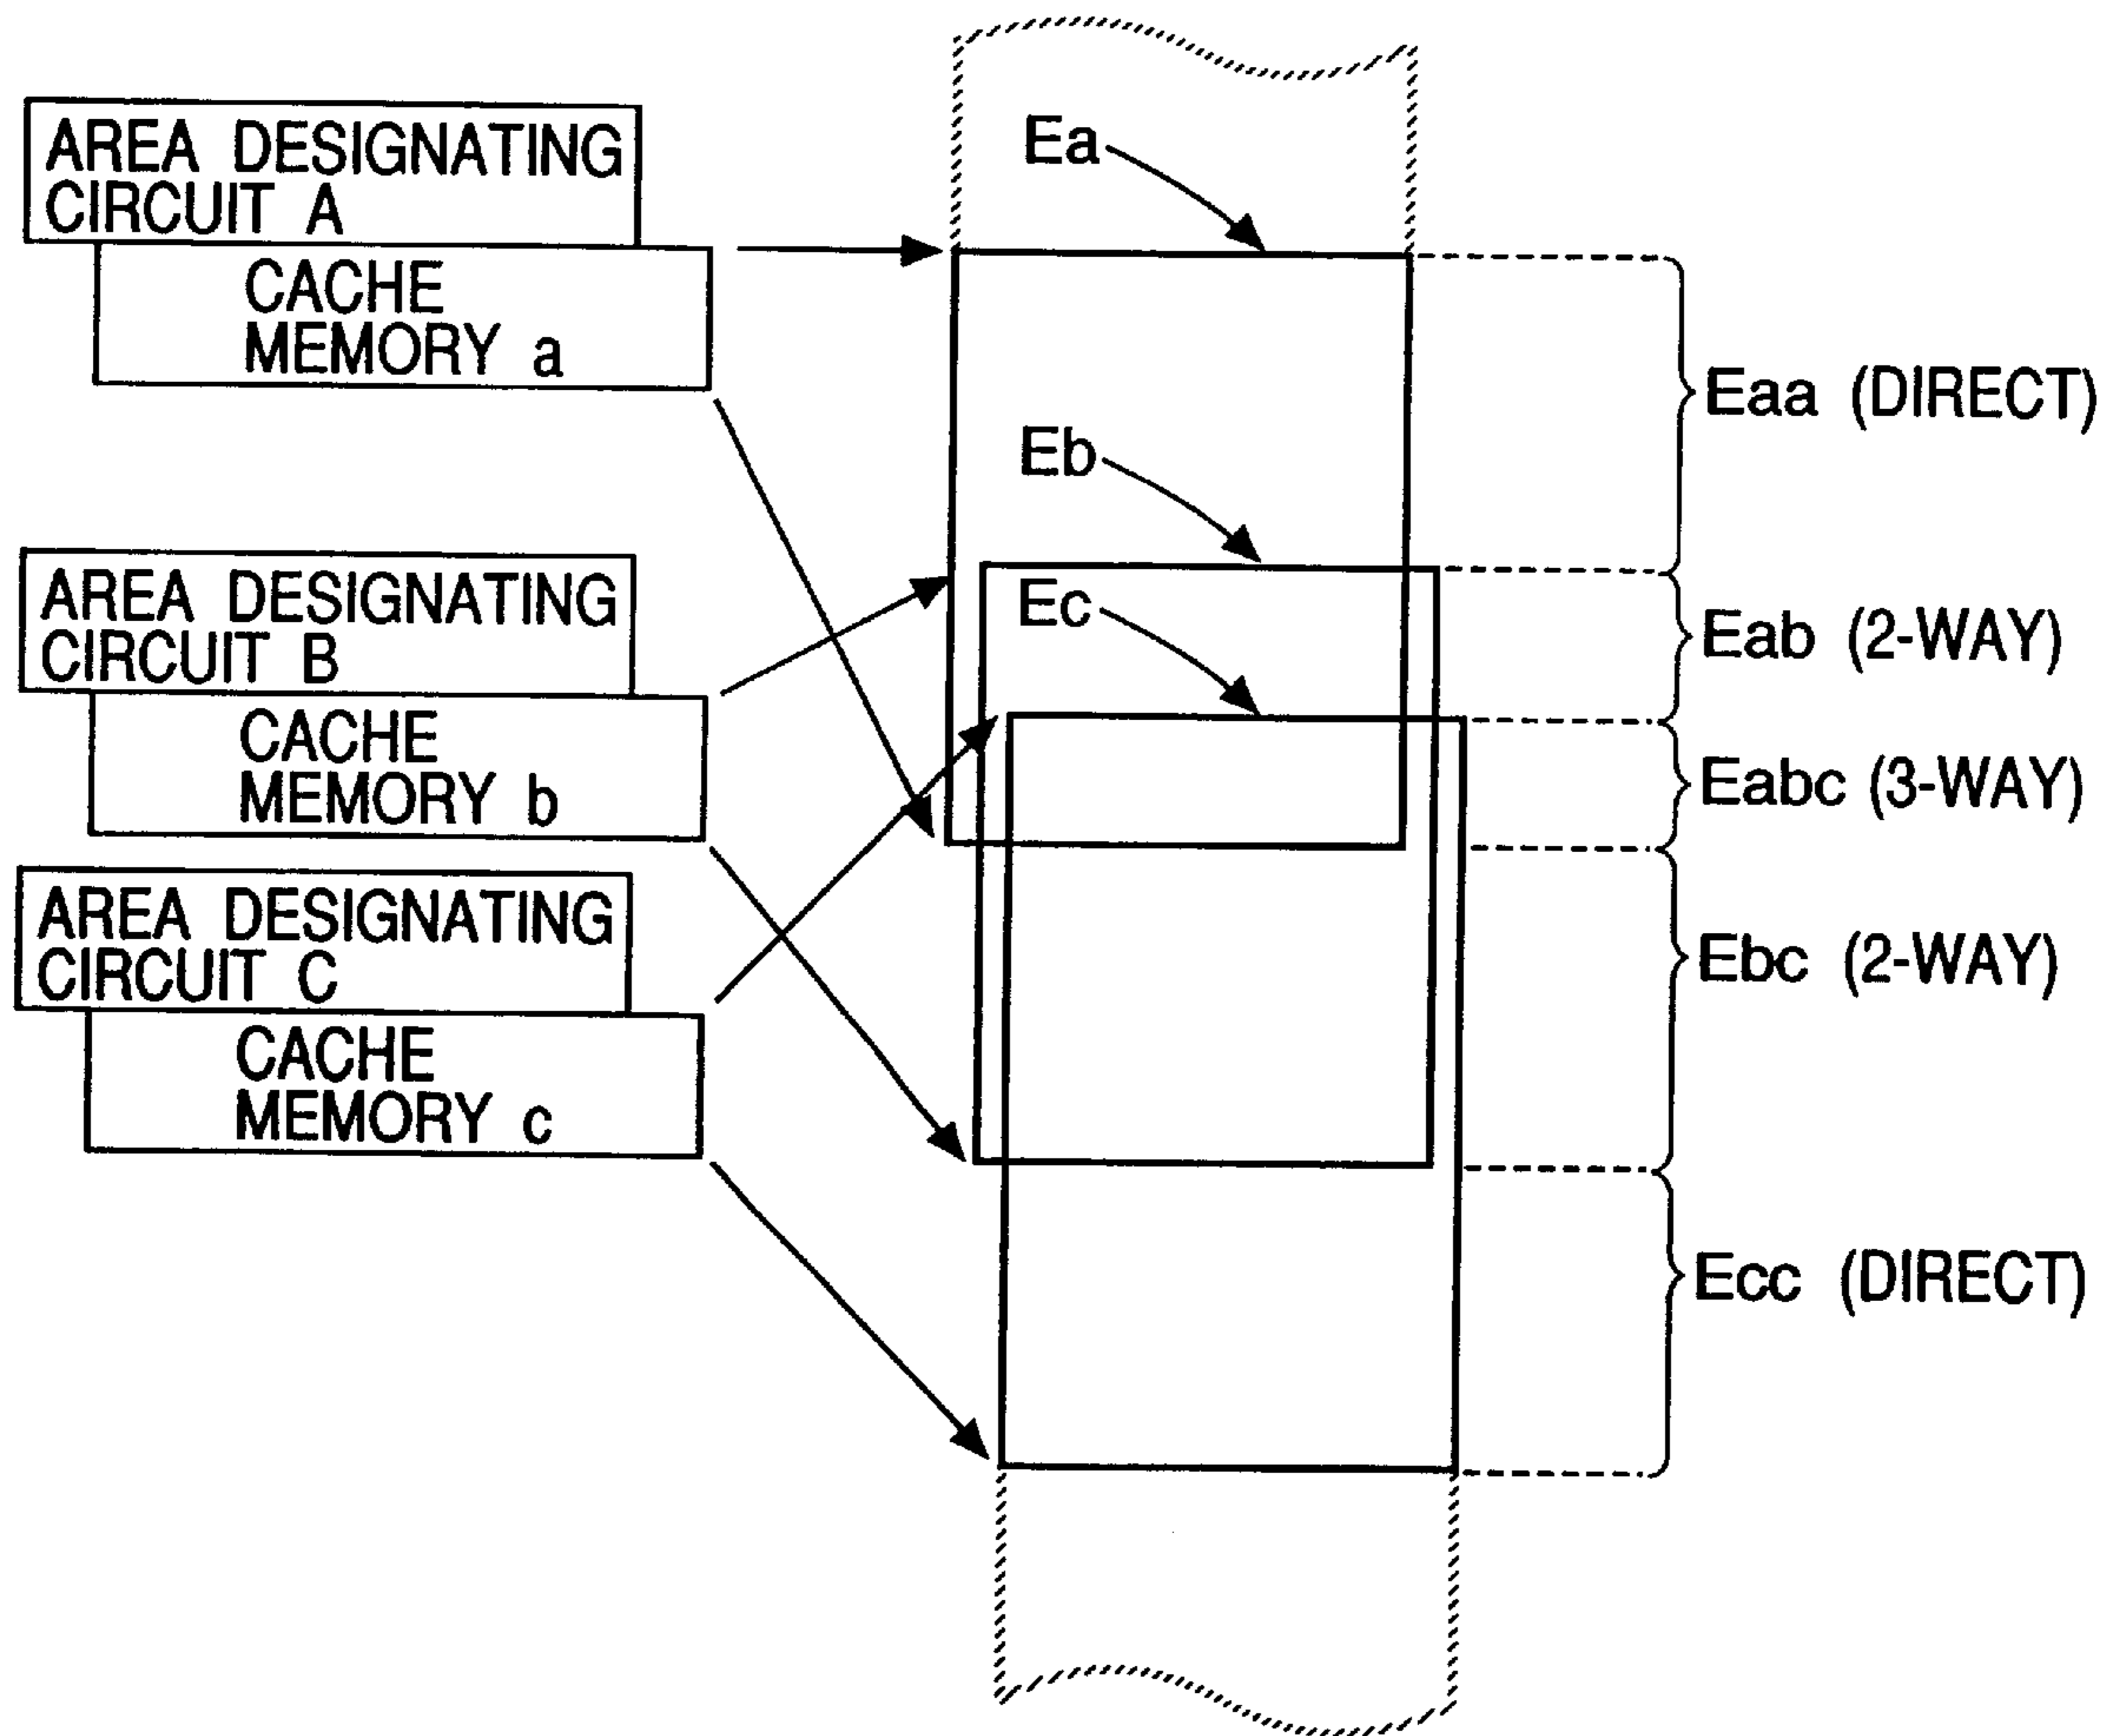 AREA DESIGNATING
CIRCUIT A
CACHE
MEMORY a
AREA DESIGNATING
CIRCUIT B
CACHE
MEMORY b
AREA DESIGNATING
CIRCUIT C
CACHE
MEMORY c
Ea
Eb
Ec
Eaa (DIRECT)
Eab (2-WAY)
Eabc (3-WAY)
Ebc (2-WAY)
Ecc (DIRECT)